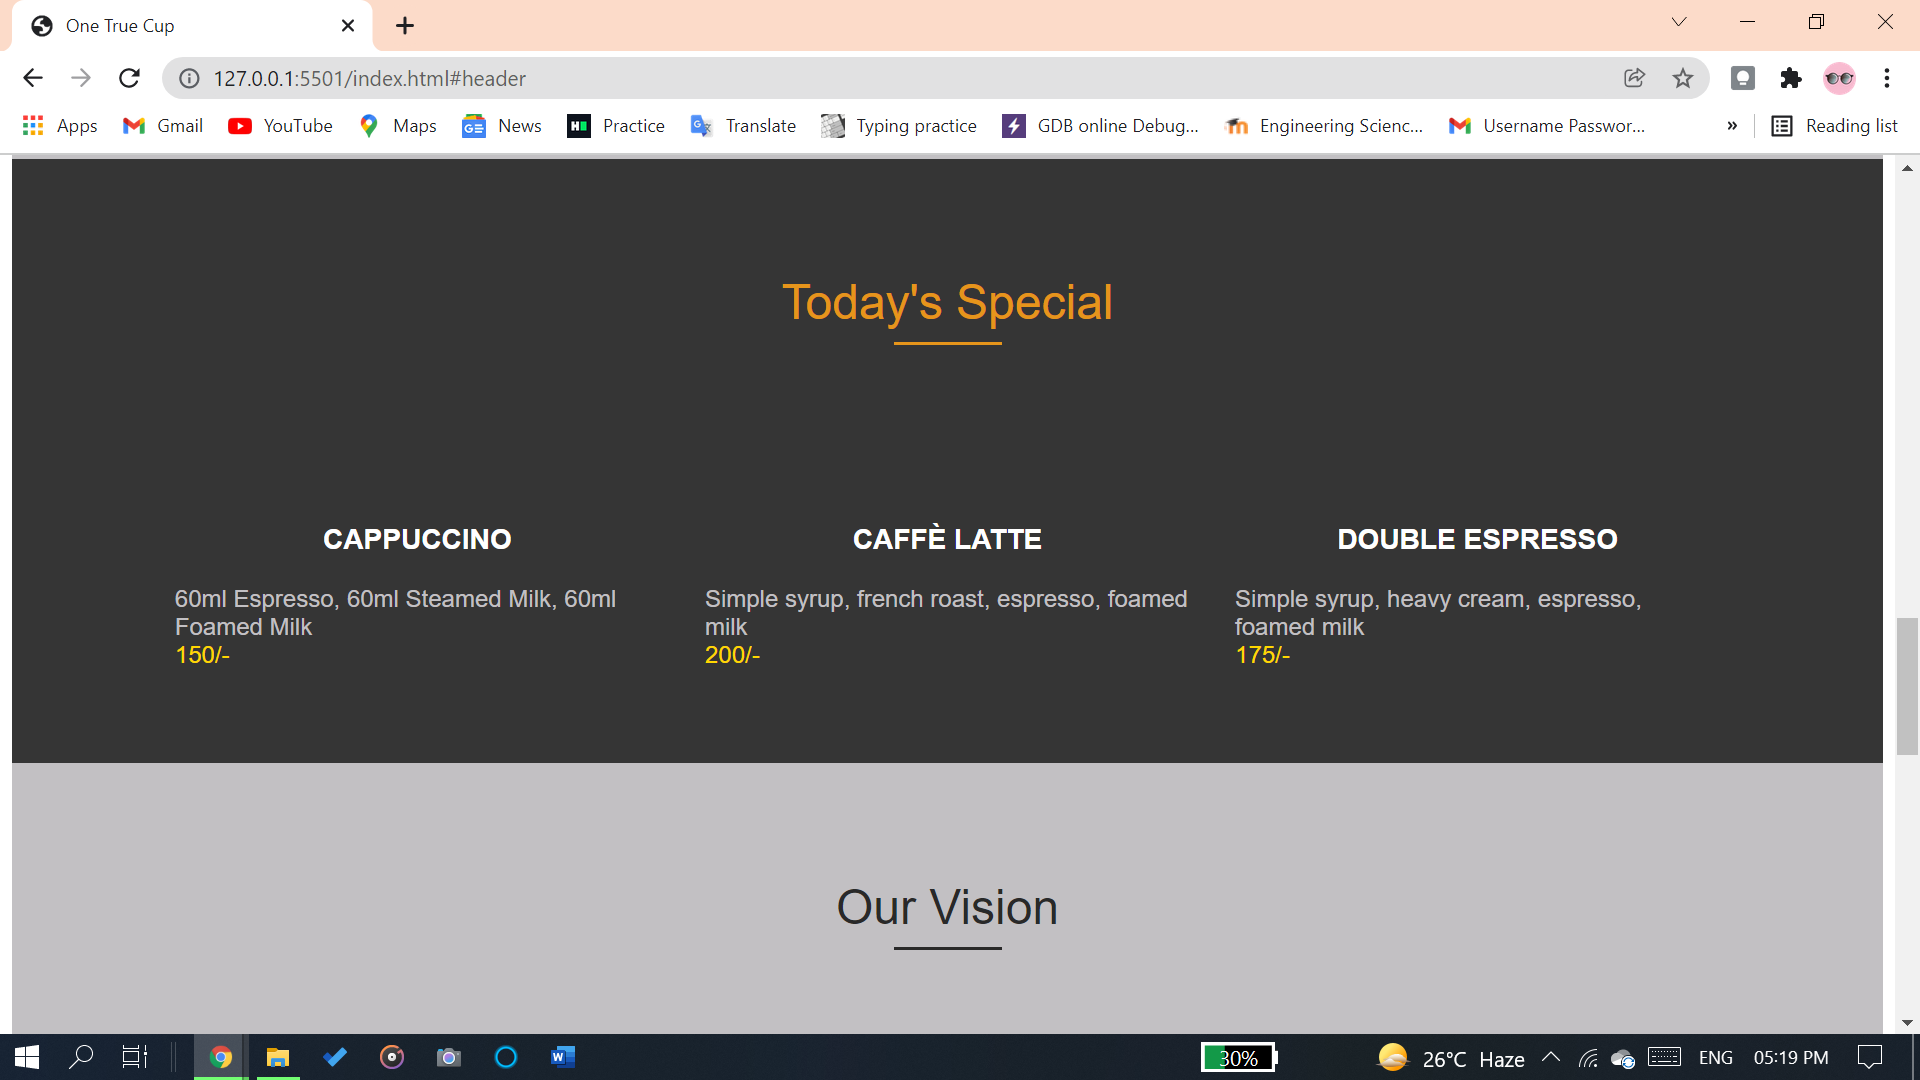 One True Cup
127.0.0.1:5501/index.html#header
Apps Gmail YouTube Maps News Practice Translate Typing practice GDB online Debug... Engineering Scienc... Username Passwor... » Reading list
Today's Special
CAPPUCCINO CAFFÈ LATTE DOUBLE ESPRESSO
60ml Espresso, 60ml Steamed Milk, 60ml
Foamed Milk
150/-
Simple syrup, french roast, espresso, foamed
milk
200/-
Simple syrup, heavy cream, espresso,
foamed milk
175/-
Our Vision
30% 26°C Haze ENG 05:19 PM